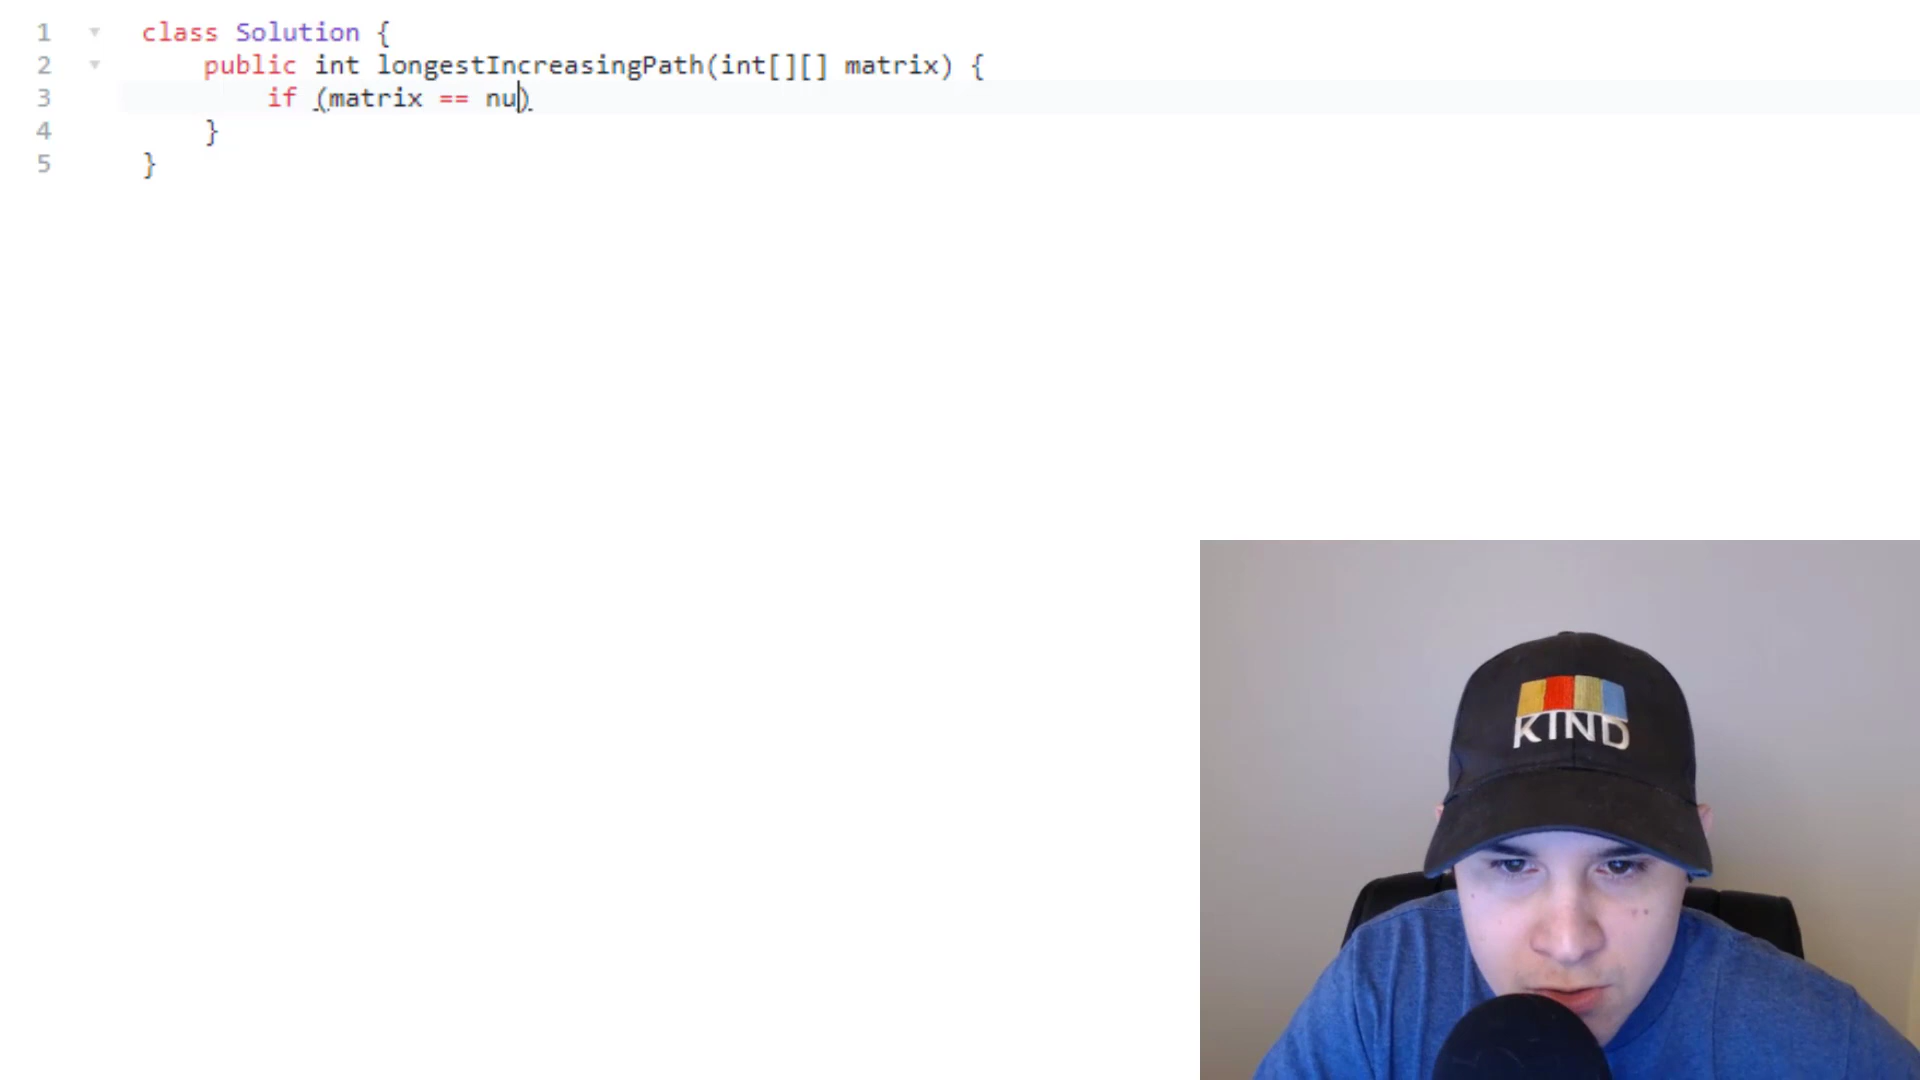 1 class Solution {
2 public int longestIncreasingPath(int[][] matrix) {
3 if (matrix == nu)
4 }
5 }
KIND